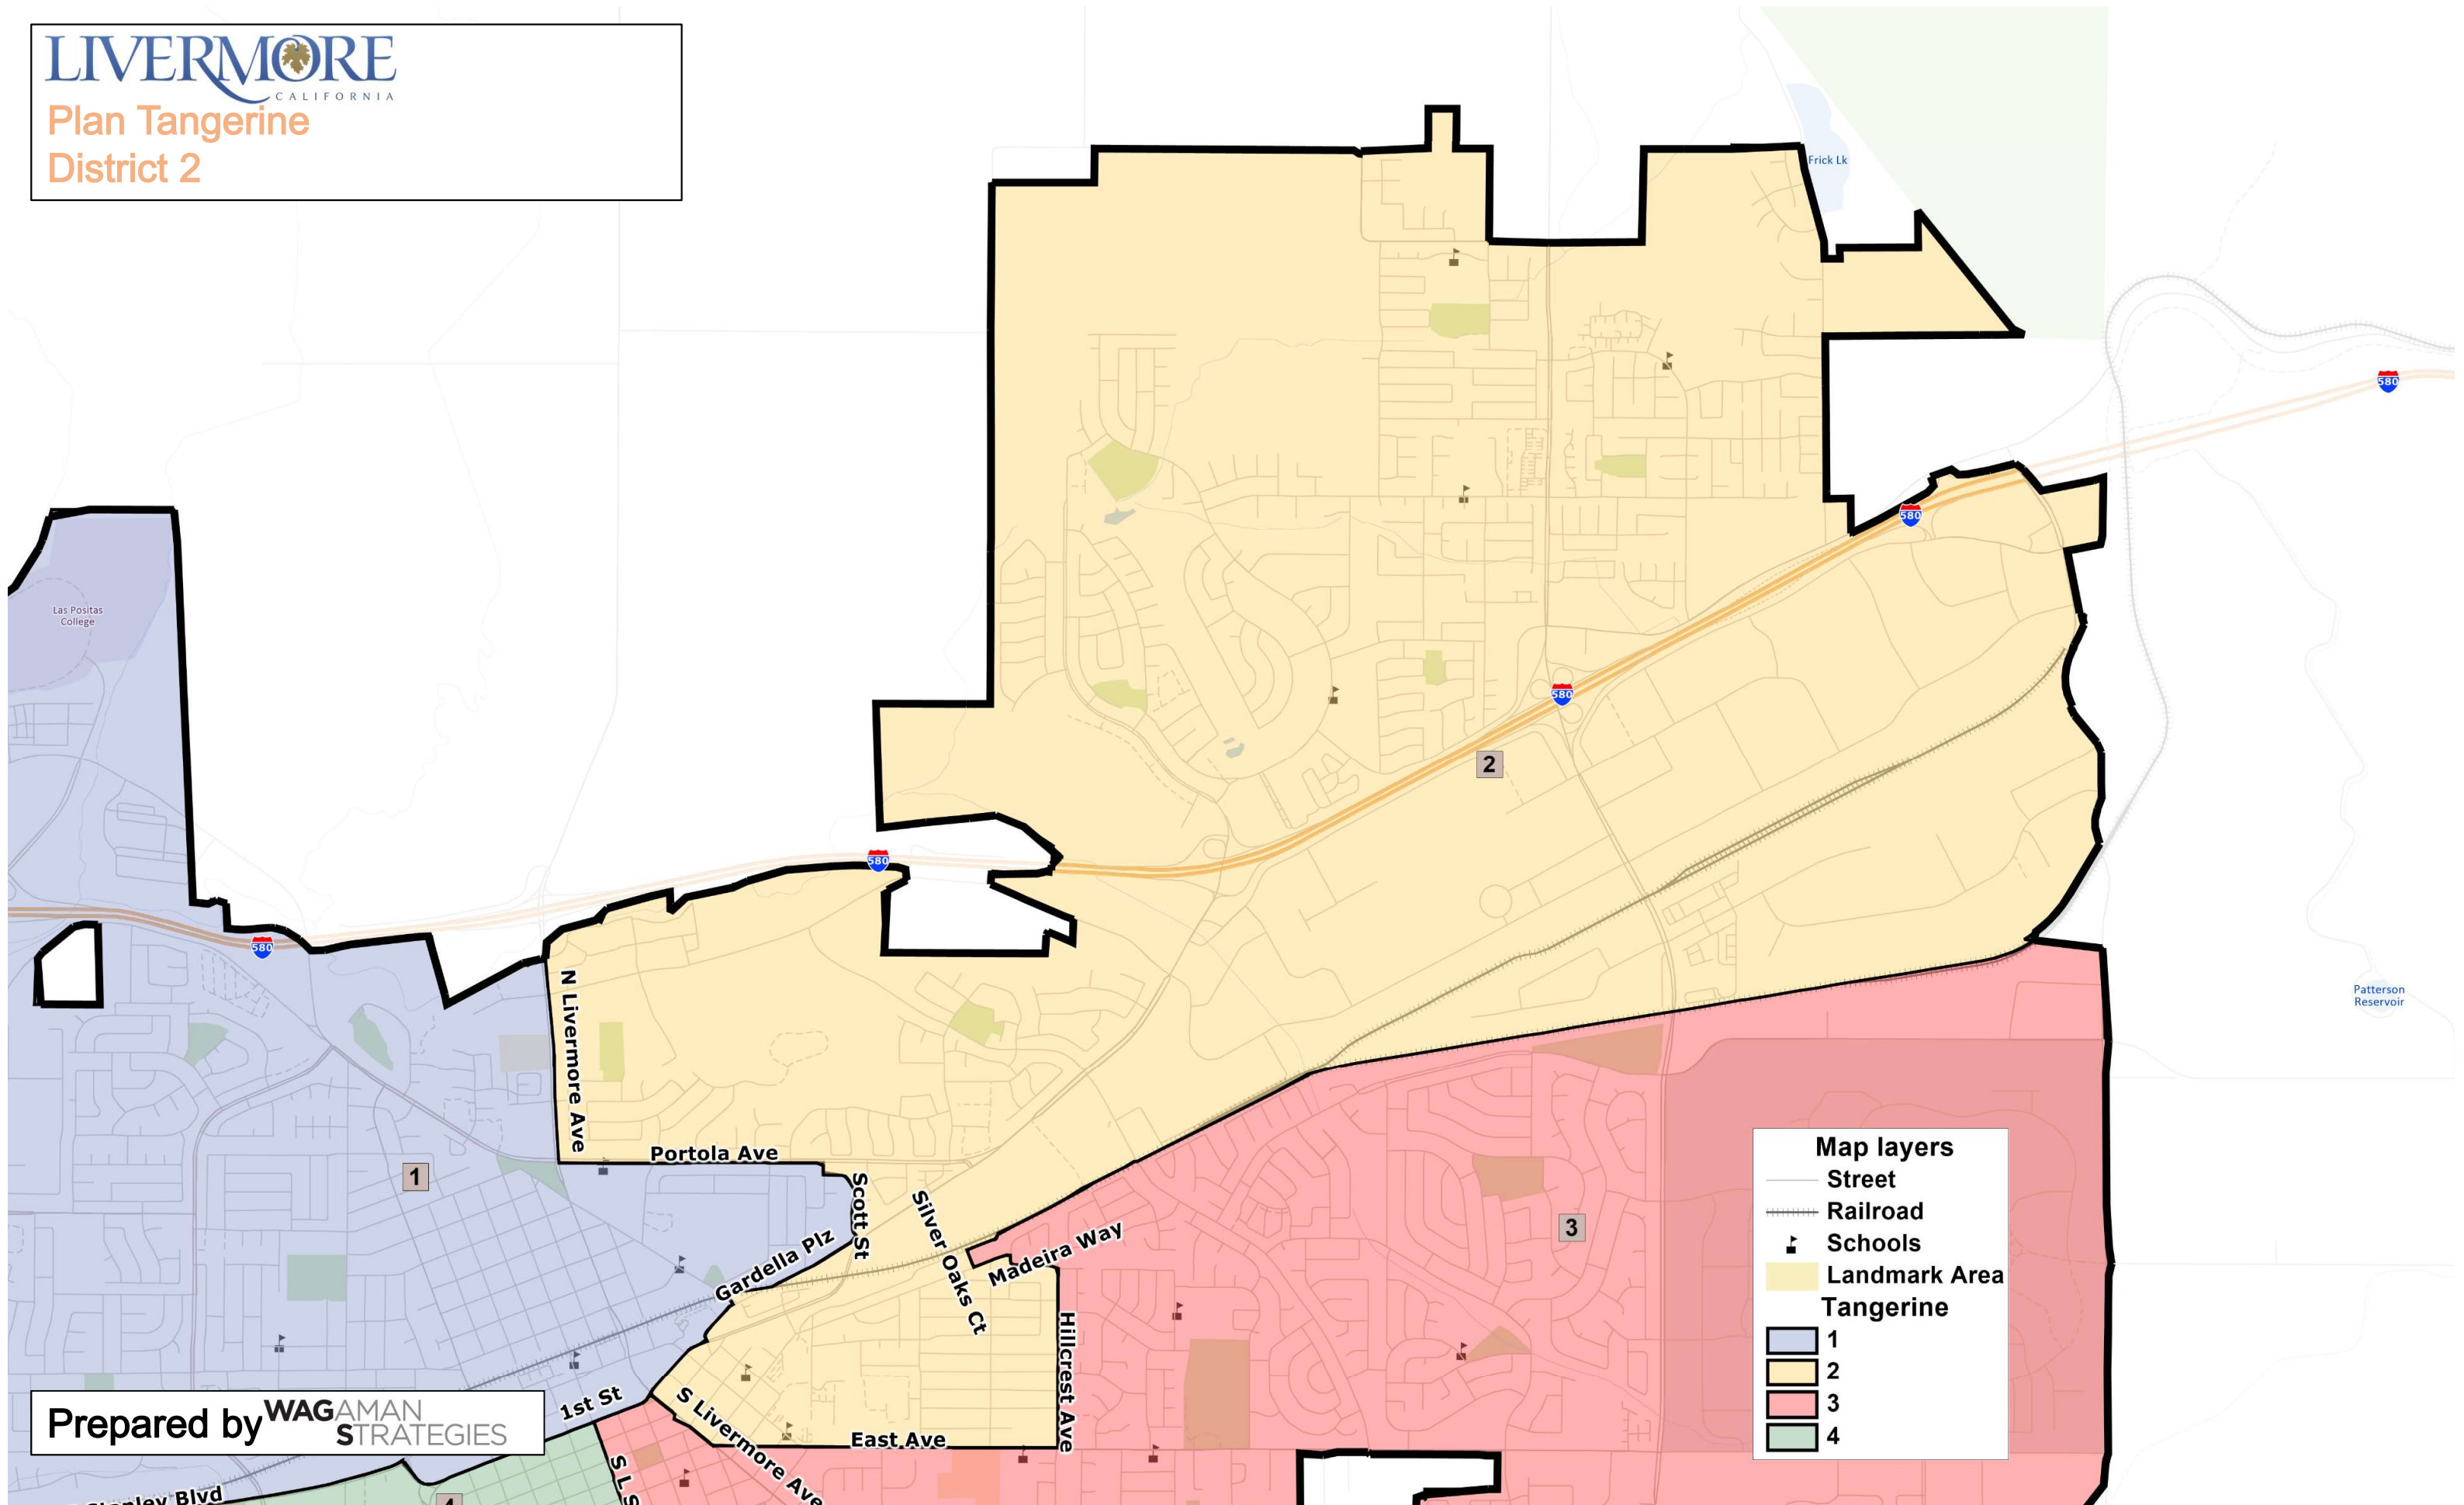 LIVERMORE
CALIFORNIA
Plan Tangerine
District 2
Frick Lk
580
580
Las Positas
College
580
2
580
580
Patterson
Reservoir
N Livermore Ave
Portola Ave
1
Scott St
Silver Oaks Ct
Gardella Plz
Madeira Way
3
Hillcrest Ave
1st St
S Livermore Ave
East Ave
S L S
Stanley Blvd
4
Map layers
Street
Railroad
Schools
Landmark Area
Tangerine
1
2
3
4
Prepared by WAGAMAN
STRATEGIES